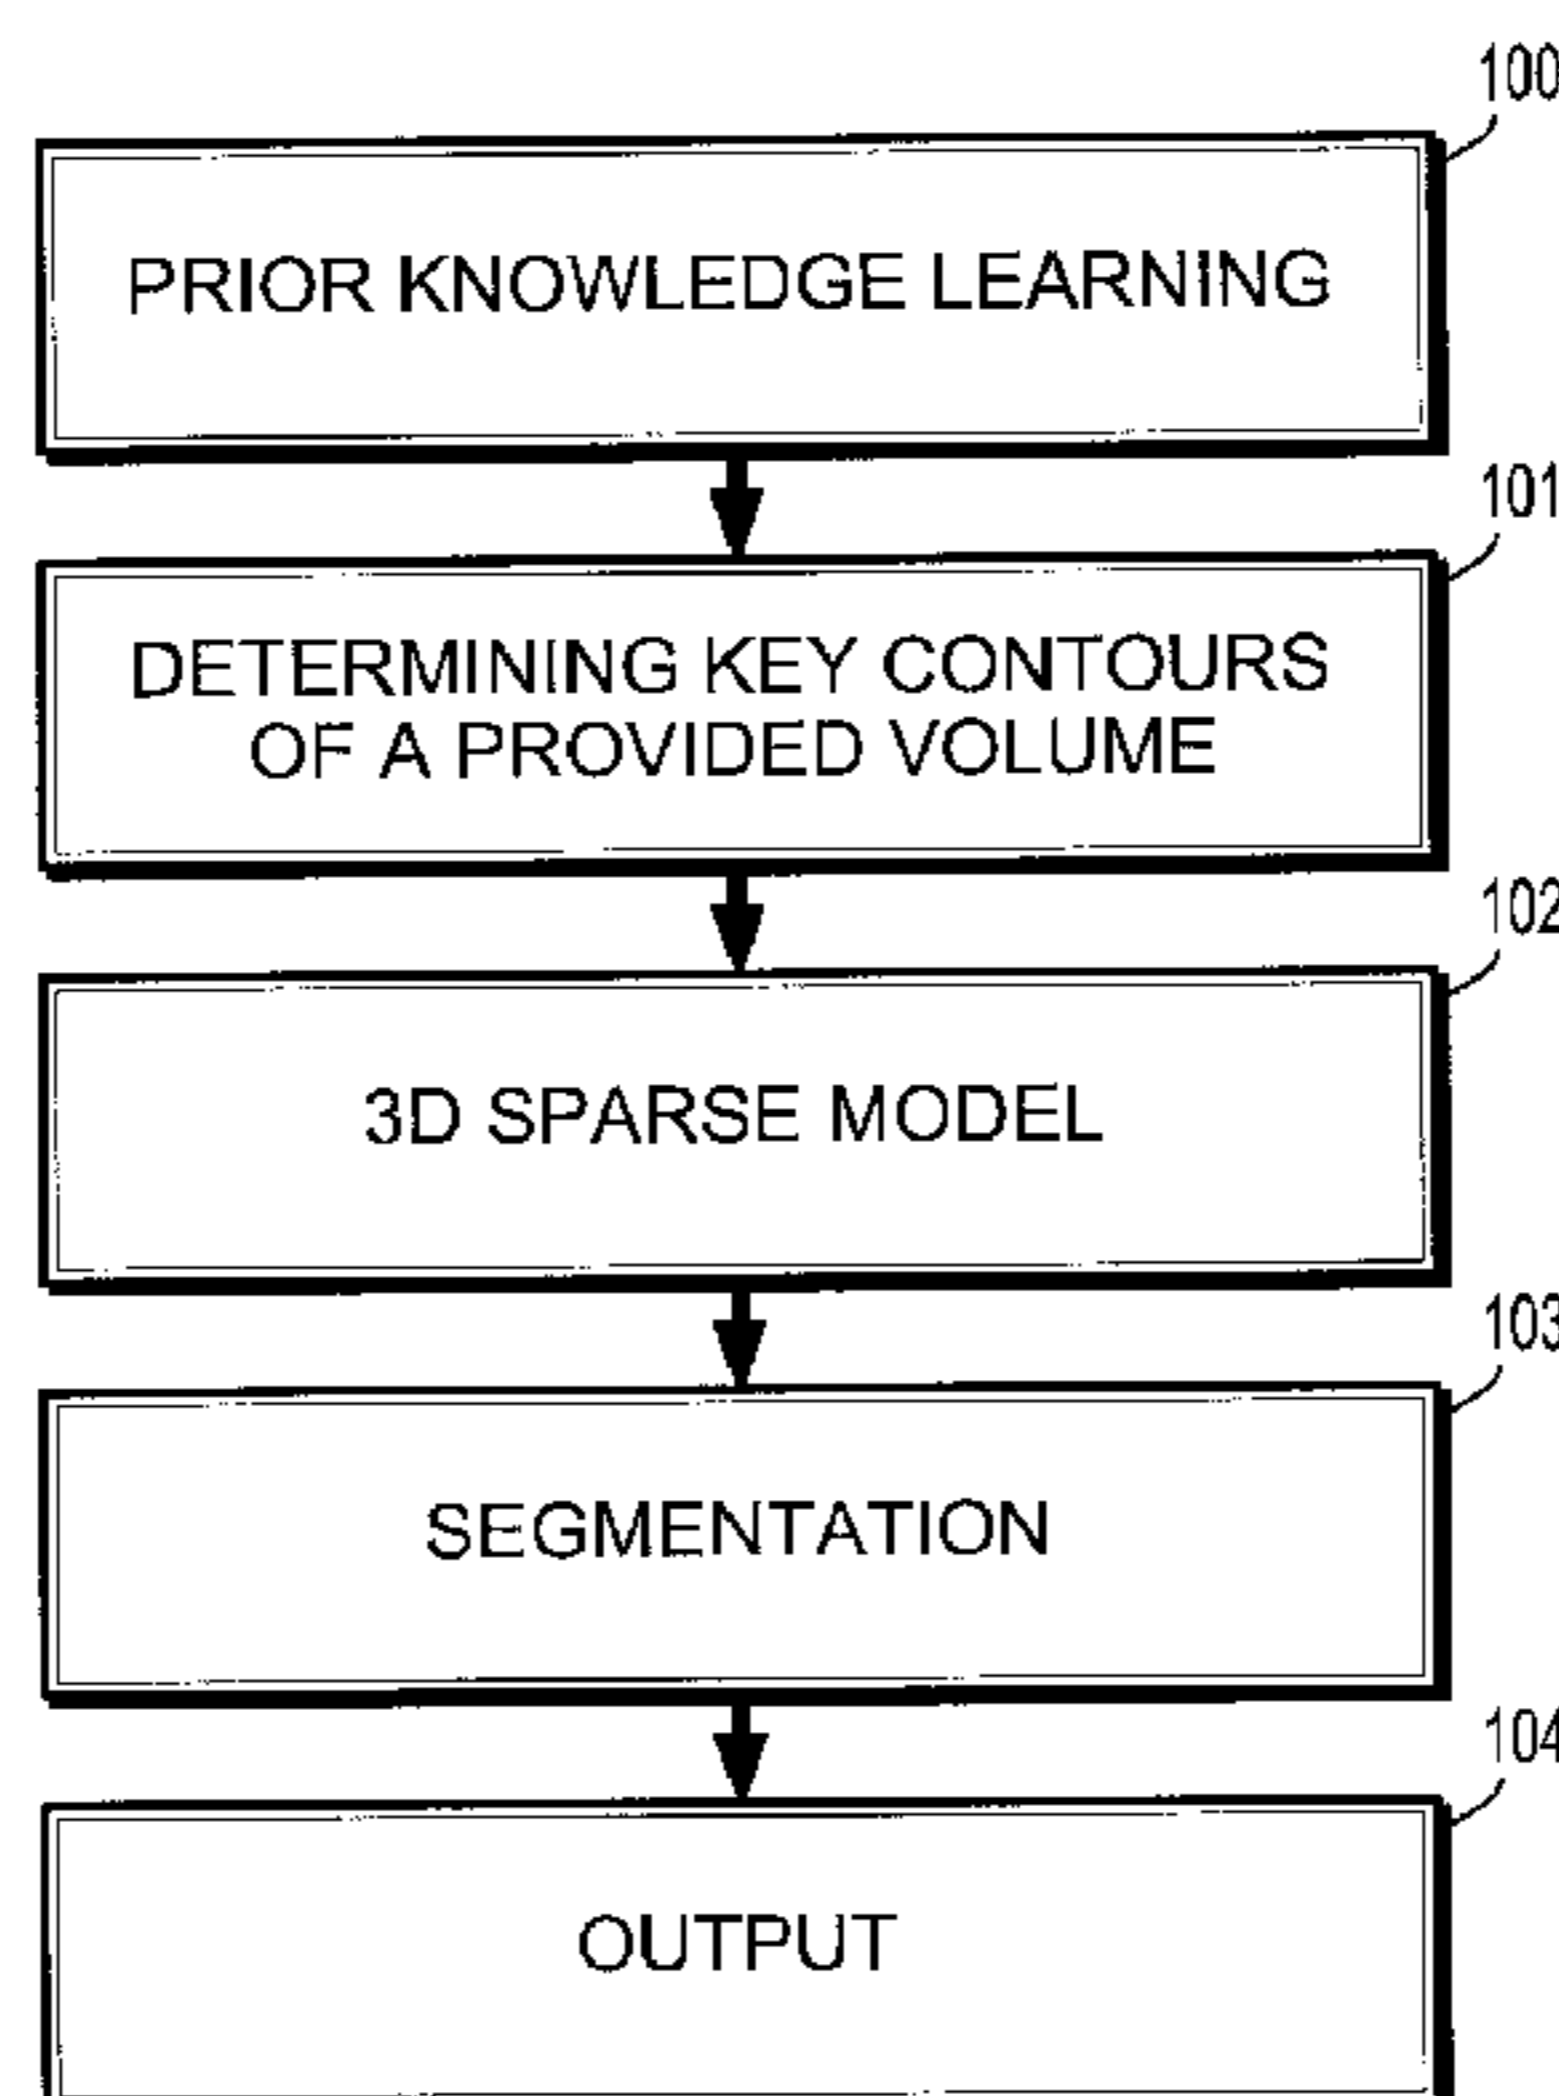 100
PRIOR KNOWLEDGE LEARNING
101
DETERMINING KEY CONTOURS
OF A PROVIDED VOLUME
102
3D SPARSE MODEL
103
SEGMENTATION
104
OUTPUT